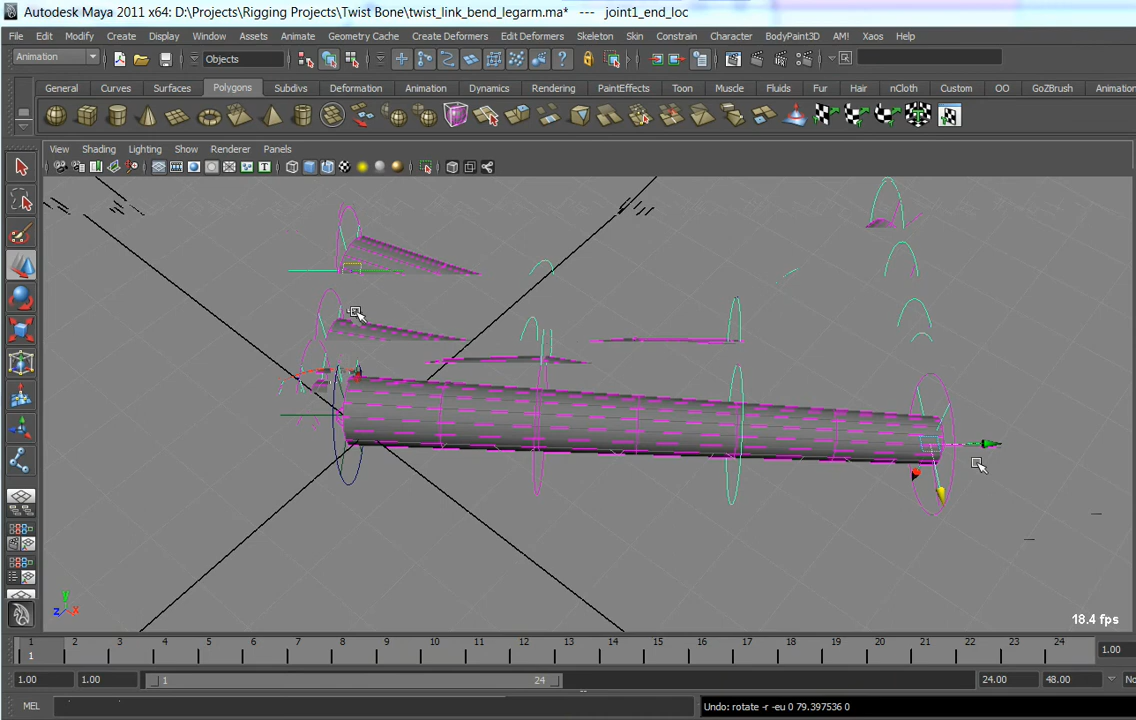 Autodesk Maya 2011 x64: D:\Projects\Rigging Projects\Twist Bone\twist_link_bend_legarm.ma* --- joint1_end_loc
File Edit Modify Create Display Window Assets Animate Geometry Cache Create Deformers Edit Deformers Skeleton Skin Constrain Character BodyPaint3D AM! Xaos Help
Animation Objects
General Curves Surfaces Polygons Subdivs Deformation Animation Dynamics Rendering PaintEffects Toon Muscle Fluids Fur Hair nCloth Custom OO GoZBrush Animation
View Shading Lighting Show Renderer Panels
y
z x
18.4 fps
1 2 3 4 5 6 7 8 9 10 11 12 13 14 15 16 17 18 19 20 21 22 23 24
1 1.00
1.00 1.00 1 24 24.00 48.00 No
MEL Undo: rotate -r -eu 0 79.397536 0